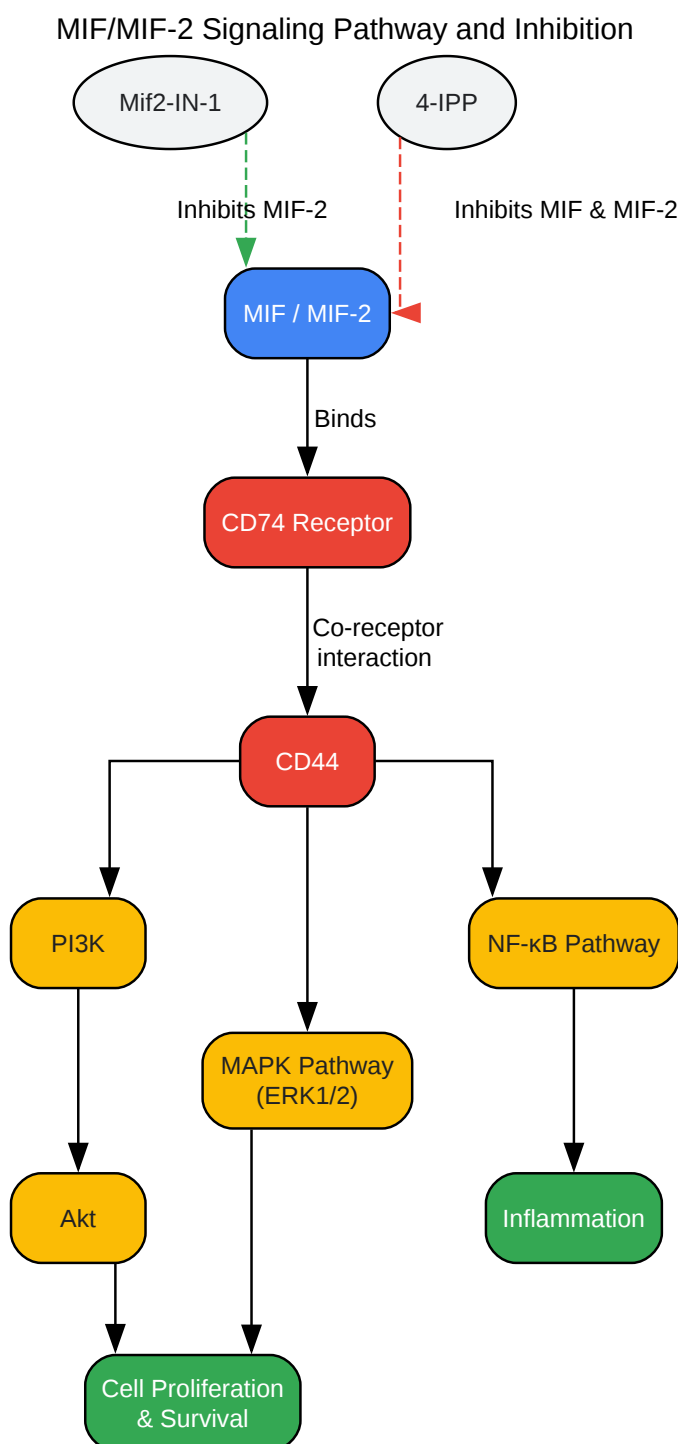 MIF/MIF-2 Signaling Pathway and Inhibition
Mif2-IN-1
4-IPP
Inhibits MIF-2
Inhibits MIF & MIF-2
MIF / MIF-2
Binds
CD74 Receptor
Co-receptor
interaction
CD44
PI3K
NF-κB Pathway
MAPK Pathway
(ERK1/2)
Akt
Inflammation
Cell Proliferation
& Survival